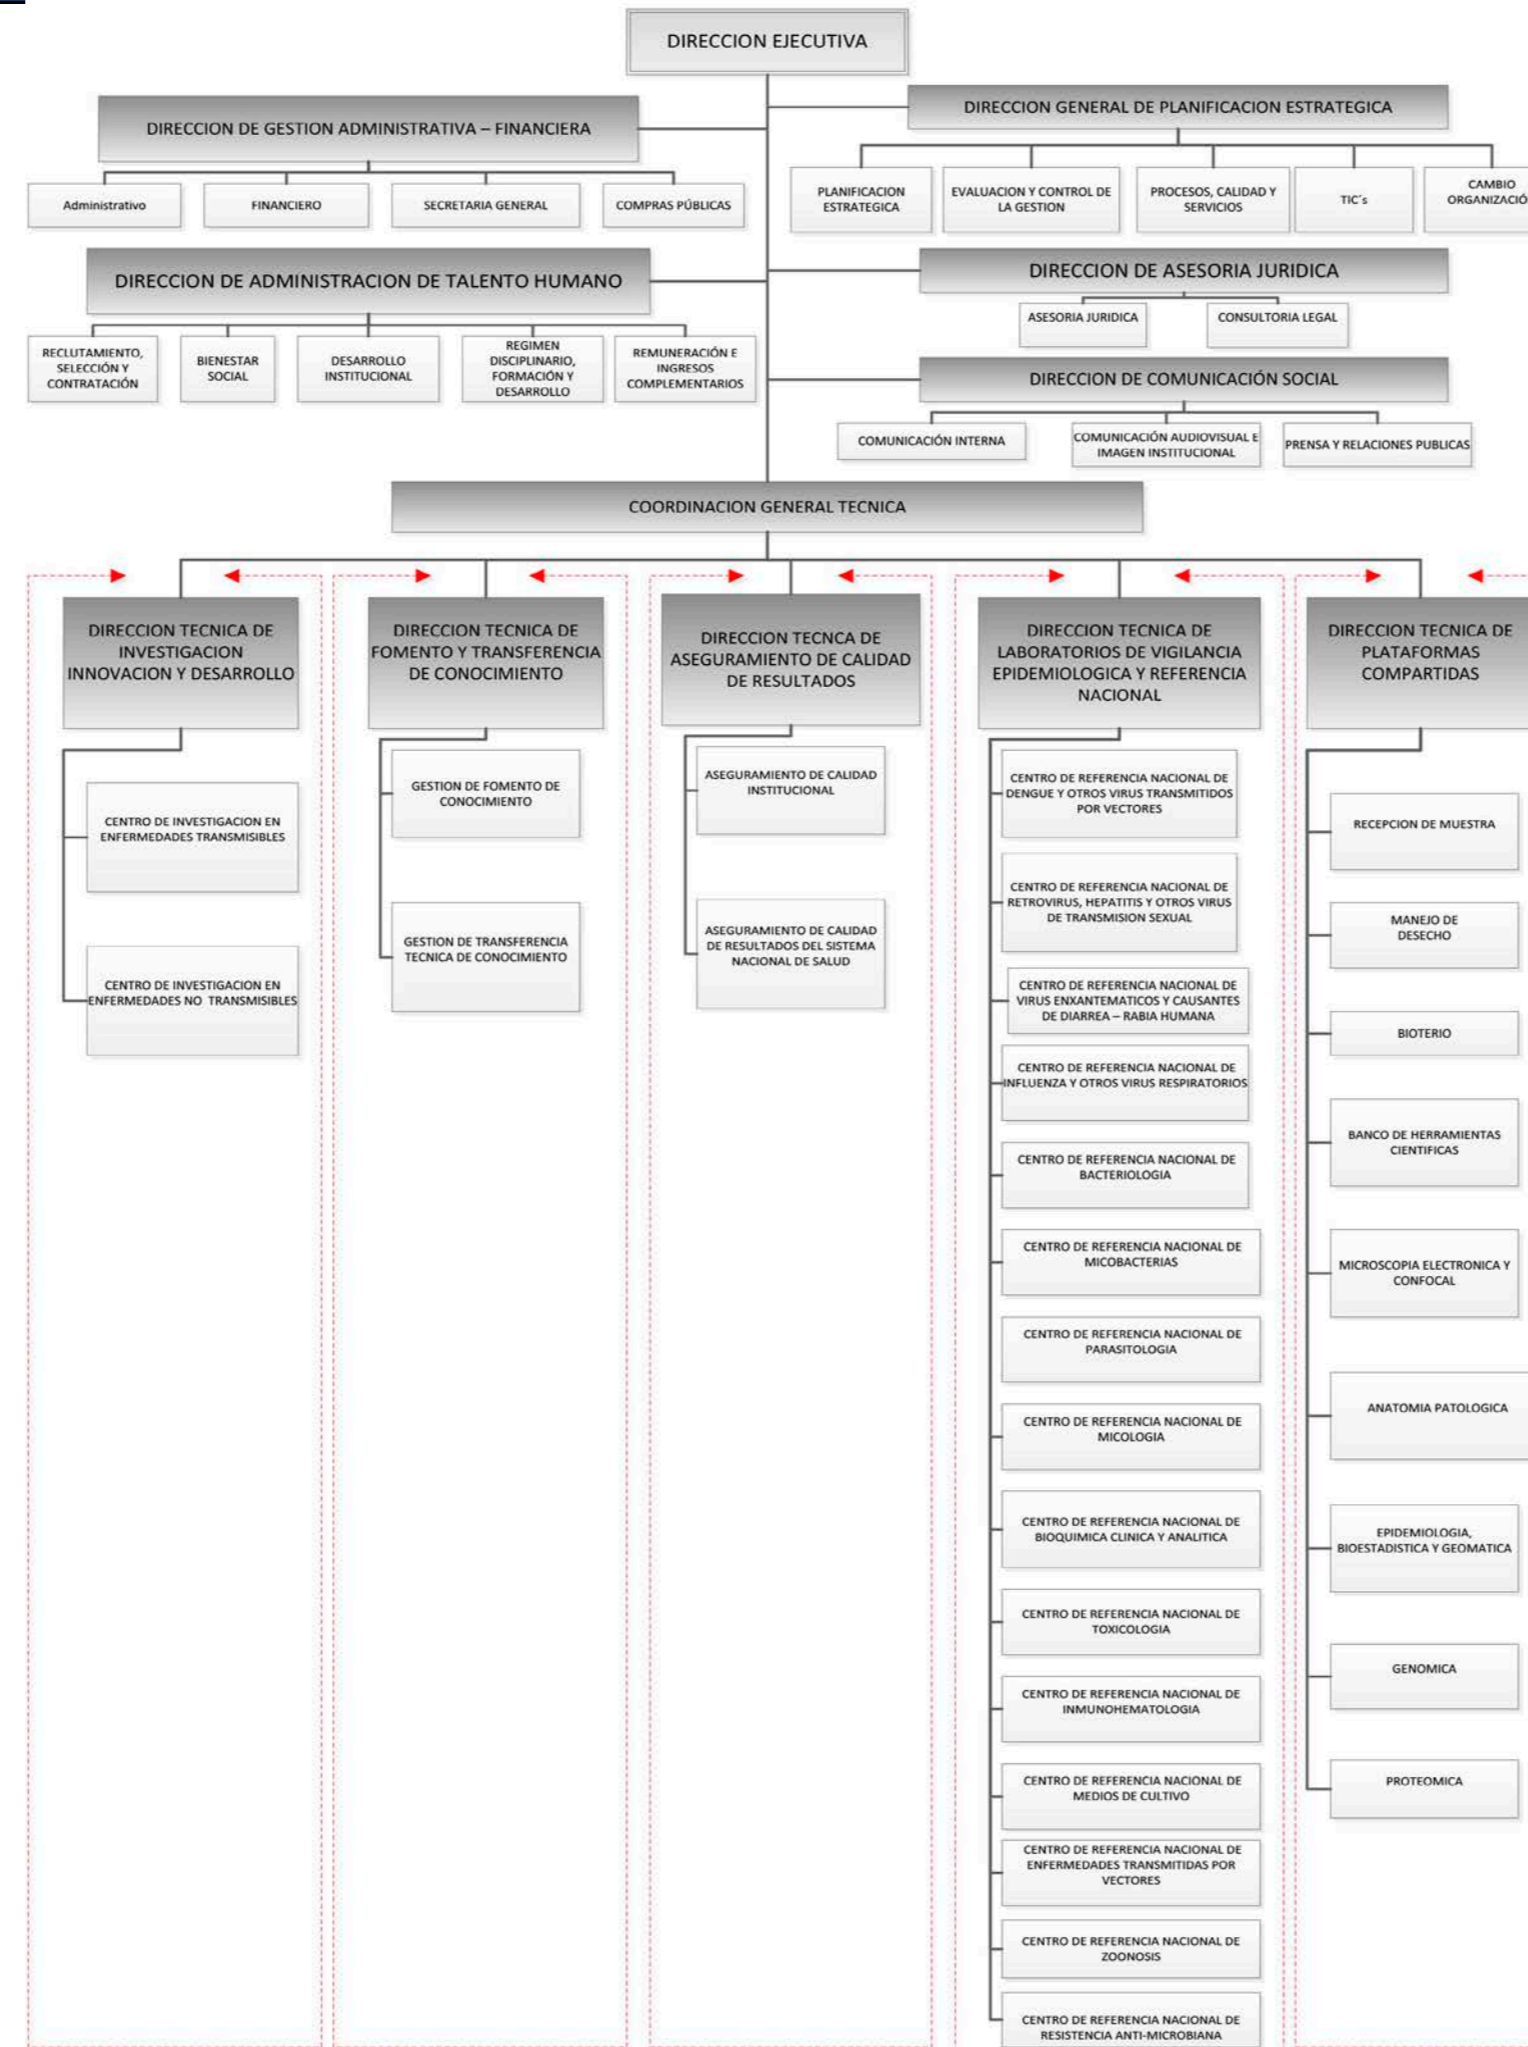 DIRECCION EJECUTIVA
DIRECCION DE GESTION ADMINISTRATIVA – FINANCIERA
Administrativo
FINANCIERO
SECRETARIA GENERAL
COMPRAS PÚBLICAS
DIRECCION GENERAL DE PLANIFICACION ESTRATEGICA
PLANIFICACION
ESTRATEGICA
EVALUACION Y CONTROL DE
LA GESTION
PROCESOS, CALIDAD Y
SERVICIOS
TIC´s
CAMBIO
ORGANIZACIÓ
DIRECCION DE ADMINISTRACION DE TALENTO HUMANO
RECLUTAMIENTO,
SELECCIÓN Y
CONTRATACIÓN
BIENESTAR
SOCIAL
DESARROLLO
INSTITUCIONAL
REGIMEN
DISCIPLINARIO,
FORMACIÓN Y
DESARROLLO
REMUNERACIÓN E
INGRESOS
COMPLEMENTARIOS
DIRECCION DE ASESORIA JURIDICA
ASESORIA JURIDICA
CONSULTORIA LEGAL
DIRECCION DE COMUNICACIÓN SOCIAL
COMUNICACIÓN INTERNA
COMUNICACIÓN AUDIOVISUAL E
IMAGEN INSTITUCIONAL
PRENSA Y RELACIONES PUBLICAS
COORDINACION GENERAL TECNICA
DIRECCION TECNICA DE
INVESTIGACION
INNOVACION Y DESARROLLO
CENTRO DE INVESTIGACION EN
ENFERMEDADES TRANSMISIBLES
CENTRO DE INVESTIGACION EN
ENFERMEDADES NO TRANSMISIBLES
DIRECCION TECNICA DE
FOMENTO Y TRANSFERENCIA
DE CONOCIMIENTO
GESTION DE FOMENTO DE
CONOCIMIENTO
GESTION DE TRANSFERENCIA
TECNICA DE CONOCIMIENTO
DIRECCION TECNCA DE
ASEGURAMIENTO DE CALIDAD
DE RESULTADOS
ASEGURAMIENTO DE CALIDAD
INSTITUCIONAL
ASEGURAMIENTO DE CALIDAD
DE RESULTADOS DEL SISTEMA
NACIONAL DE SALUD
DIRECCION TECNICA DE
LABORATORIOS DE VIGILANCIA
EPIDEMIOLOGICA Y REFERENCIA
NACIONAL
CENTRO DE REFERENCIA NACIONAL DE
DENGUE Y OTROS VIRUS TRANSMITIDOS
POR VECTORES
CENTRO DE REFERENCIA NACIONAL DE
RETROVIRUS, HEPATITIS Y OTROS VIRUS
DE TRANSMISION SEXUAL
CENTRO DE REFERENCIA NACIONAL DE
VIRUS ENXANTEMATICOS Y CAUSANTES
DE DIARREA – RABIA HUMANA
CENTRO DE REFERENCIA NACIONAL DE
INFLUENZA Y OTROS VIRUS RESPIRATORIOS
CENTRO DE REFERENCIA NACIONAL DE
BACTERIOLOGIA
CENTRO DE REFERENCIA NACIONAL DE
MICOBACTERIAS
CENTRO DE REFERENCIA NACIONAL DE
PARASITOLOGIA
CENTRO DE REFERENCIA NACIONAL DE
MICOLOGIA
CENTRO DE REFERENCIA NACIONAL DE
BIOQUIMICA CLINICA Y ANALITICA
CENTRO DE REFERENCIA NACIONAL DE
TOXICOLOGIA
CENTRO DE REFERENCIA NACIONAL DE
INMUNOHEMATOLOGIA
CENTRO DE REFERENCIA NACIONAL DE
MEDIOS DE CULTIVO
CENTRO DE REFERENCIA NACIONAL DE
ENFERMEDADES TRANSMITIDAS POR
VECTORES
CENTRO DE REFERENCIA NACIONAL DE
ZOONOSIS
CENTRO DE REFERENCIA NACIONAL DE
RESISTENCIA ANTI-MICROBIANA
DIRECCION TECNICA DE
PLATAFORMAS
COMPARTIDAS
RECEPCION DE MUESTRA
MANEJO DE
DESECHO
BIOTERIO
BANCO DE HERRAMIENTAS
CIENTIFICAS
MICROSCOPIA ELECTRONICA Y
CONFOCAL
ANATOMIA PATOLOGICA
EPIDEMIOLOGIA,
BIOESTADISTICA Y GEOMATICA
GENOMICA
PROTEOMICA